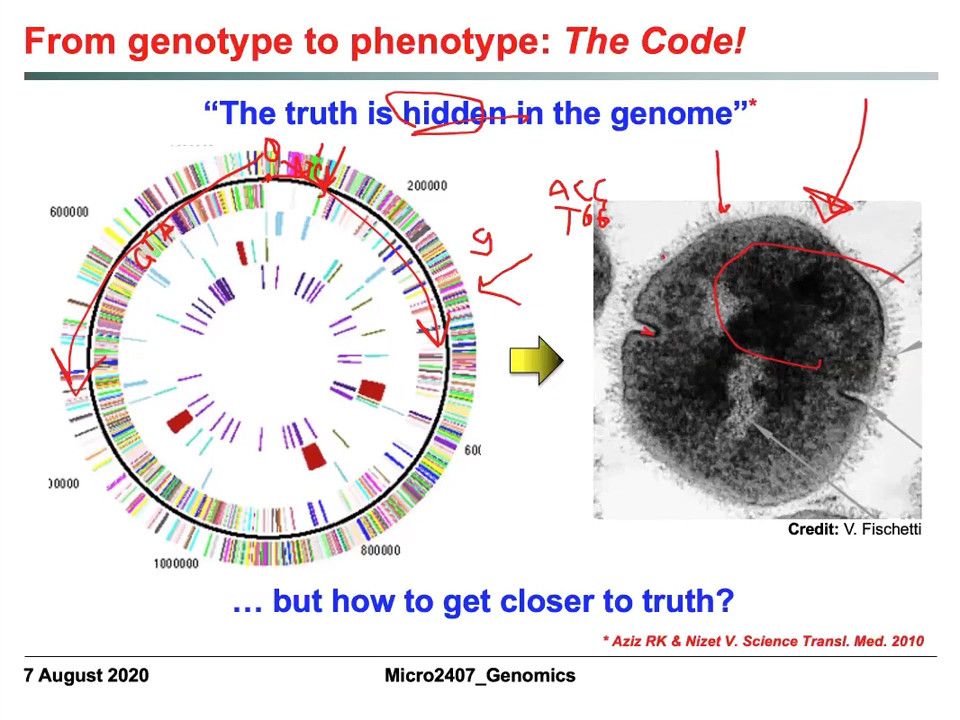 From genotype to phenotype: The Code!
“The truth is hidden in the genome”*
200000
600000
ACC
TGG
g
600
00000
800000
1000000
Credit: V. Fischetti
… but how to get closer to truth?
* Aziz RK & Nizet V. Science Transl. Med. 2010
7 August 2020
Micro2407_Genomics